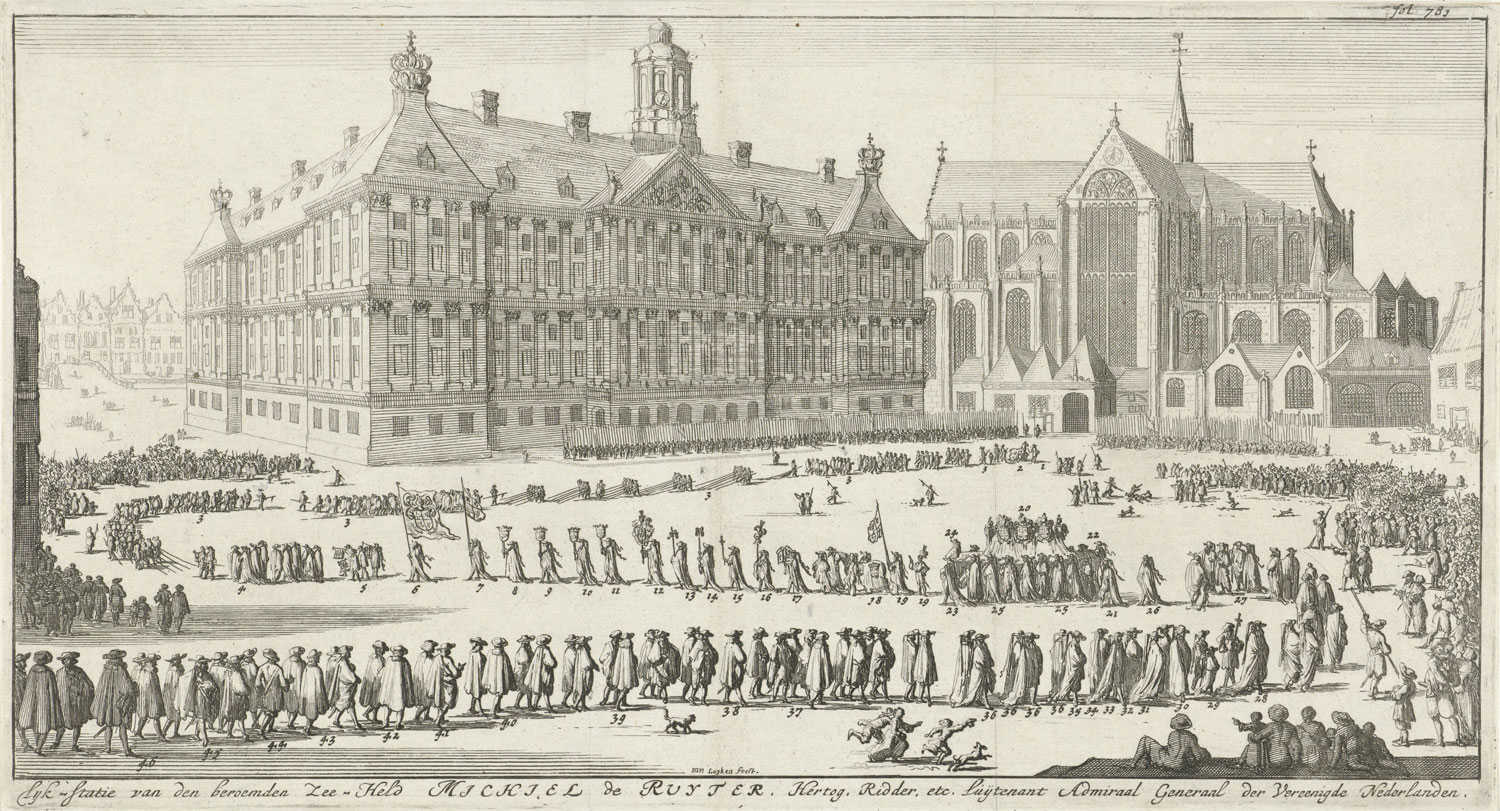 fol 783
3 2 1
3
3 3
24 20 22
4 5 6 7 8 9 10 11 12 13 14 15 16 17 18 19 19 23 25 25 21 26 27
46 45 44 43 42 41 40 39 38 37 36 36 36 36 35 34 33 32 31 30 29 28
Luyken fecit.
Lyk-Statie van den beroemden Zee-Held MICHIEL de RUYTER. Hertog, Ridder, etc. Luytenant Admiraal Generaal der Vereenigde Nederlanden.